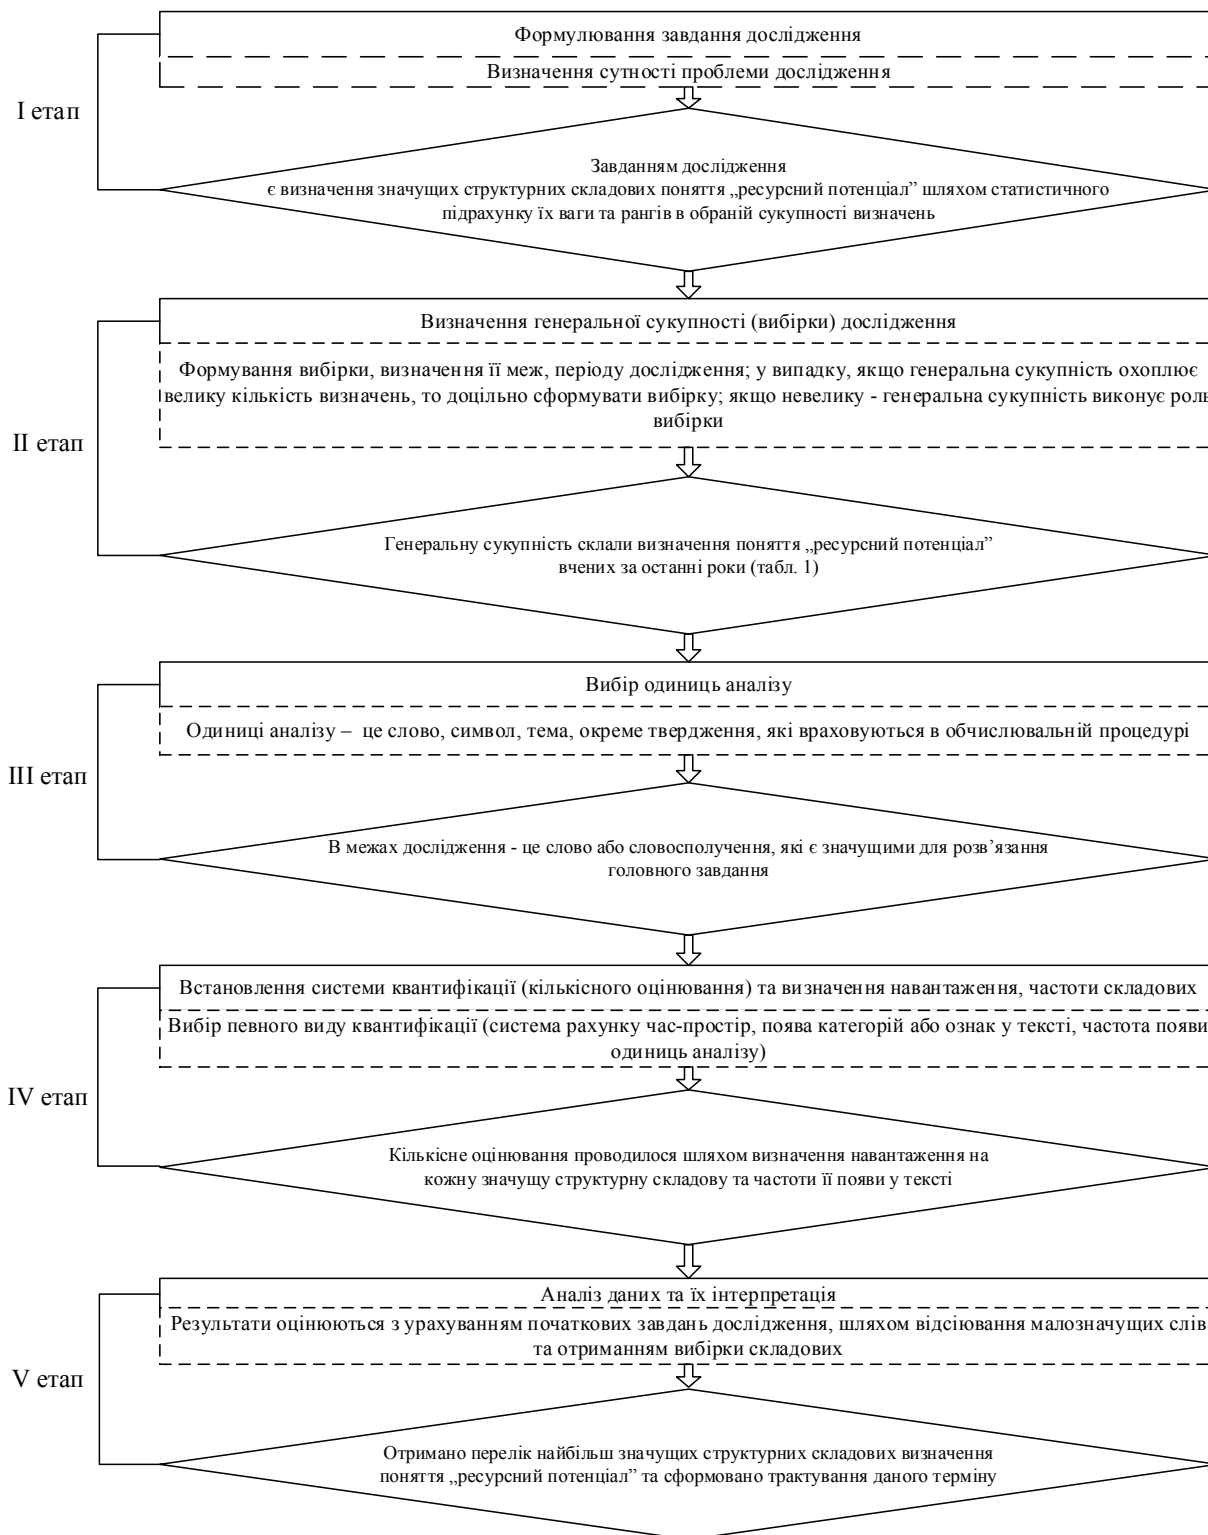 Формулювання завдання дослідження
Визначення сутності проблеми дослідження
I етап
Завданням дослідження
є визначення значущих структурних складових поняття „ресурсний потенціал” шляхом статистичного
підрахунку їх ваги та рангів в обраній сукупності визначень
Визначення генеральної сукупності (вибірки) дослідження
Формування вибірки, визначення її меж, періоду дослідження; у випадку, якщо генеральна сукупність охоплює
велику кількість визначень, то доцільно сформувати вибірку; якщо невелику - генеральна сукупність виконує роль
вибірки
II етап
Генеральну сукупність склали визначення поняття „ресурсний потенціал”
вчених за останні роки (табл. 1)
Вибір одиниць аналізу
Одиниці аналізу – це слово, символ, тема, окреме твердження, які враховуються в обчислювальній процедурі
III етап
В межах дослідження - це слово або словосполучення, які є значущими для розв’язання
головного завдання
Встановлення системи квантифікації (кількісного оцінювання) та визначення навантаження, частоти складових
Вибір певного виду квантифікації (система рахунку час-простір, поява категорій або ознак у тексті, частота появи
одиниць аналізу)
IV етап
Кількісне оцінювання проводилося шляхом визначення навантаження на
кожну значущу структурну складову та частоти її появи у тексті
Аналіз даних та їх інтерпретація
Результати оцінюються з урахуванням початкових завдань дослідження, шляхом відсіювання малозначущих слів
та отриманням вибірки складових
V етап
Отримано перелік найбільш значущих структурних складових визначення
поняття „ресурсний потенціал” та сформовано трактування даного терміну